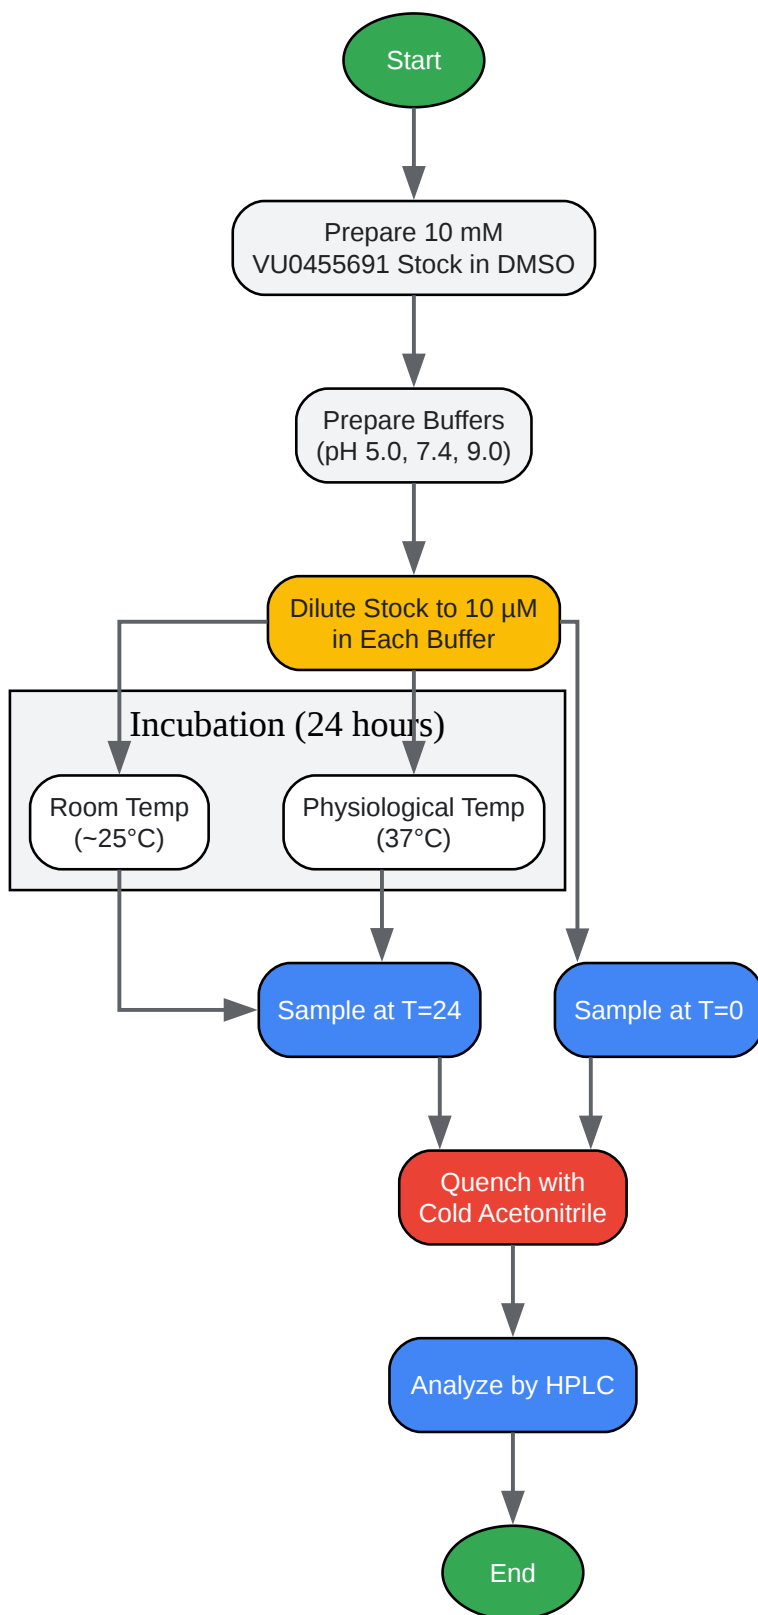 Start
Prepare 10 mM
VU0455691 Stock in DMSO
Prepare Buffers
(pH 5.0, 7.4, 9.0)
Dilute Stock to 10 µM
in Each Buffer
Incubation (24 hours)
Room Temp
(~25°C)
Physiological Temp
(37°C)
Sample at T=24
Sample at T=0
Quench with
Cold Acetonitrile
Analyze by HPLC
End